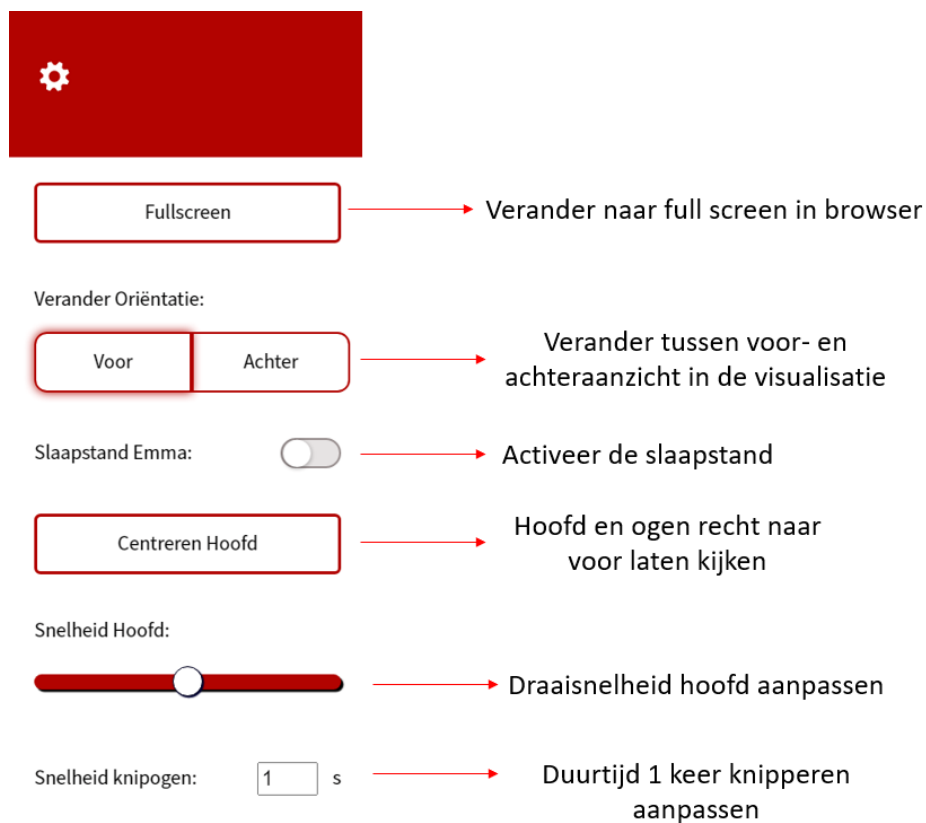 Fullscreen
Verander naar full screen in browser
Verander Oriëntatie:
Voor
Achter
Verander tussen voor- en
achteraanzicht in de visualisatie
Slaapstand Emma:
Activeer de slaapstand
Centreren Hoofd
Hoofd en ogen recht naar
voor laten kijken
Snelheid Hoofd:
Draaisnelheid hoofd aanpassen
Snelheid knipogen:
1
s
Duurtijd 1 keer knipperen
aanpassen